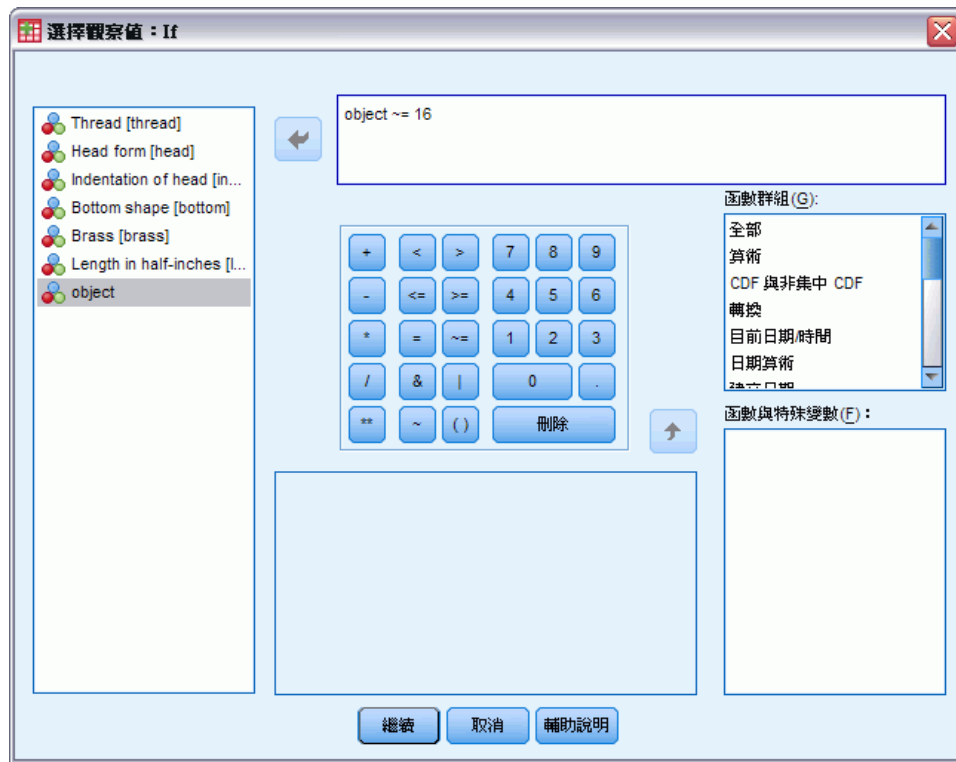 選擇觀察值：If
Thread [thread]
Head form [head]
Indentation of head [in...
Bottom shape [bottom]
Brass [brass]
Length in half-inches [l...
object
object ~= 16
+ < > 7 8 9
- <= >= 4 5 6
* = ~= 1 2 3
/ & | 0 .
** ~ ( ) 刪除
函數群組(G):
全部
算術
CDF 與非集中 CDF
轉換
目前日期/時間
日期算術
建立日期
函數與特殊變數(F)：
繼續 取消 輔助說明